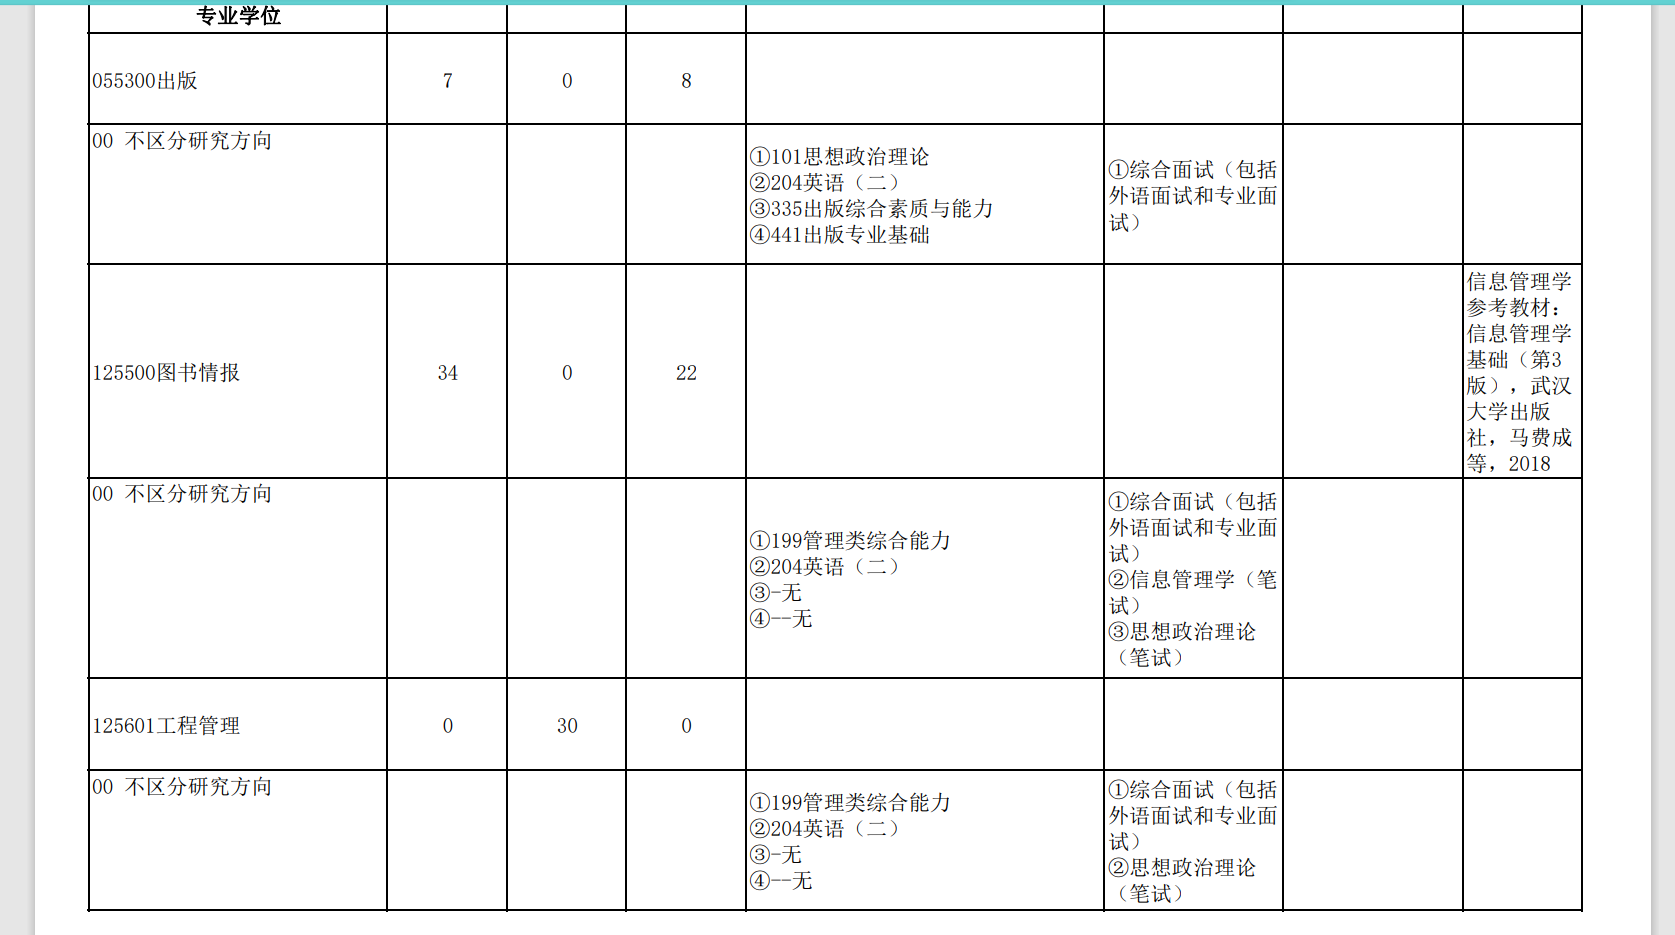 专业学位
055300出版 7 0 8
00 不区分研究方向
①101思想政治理论
②204英语（二）
③335出版综合素质与能力
④441出版专业基础
①综合面试（包括
外语面试和专业面
试）
125500图书情报 34 0 22
信息管理学
参考教材：
信息管理学
基础（第3
版），武汉
大学出版
社，马费成
等，2018
00 不区分研究方向
①199管理类综合能力
②204英语（二）
③-无
④--无
①综合面试（包括
外语面试和专业面
试）
②信息管理学（笔
试）
③思想政治理论
（笔试）
125601工程管理 0 30 0
00 不区分研究方向
①199管理类综合能力
②204英语（二）
③-无
④--无
①综合面试（包括
外语面试和专业面
试）
②思想政治理论
（笔试）